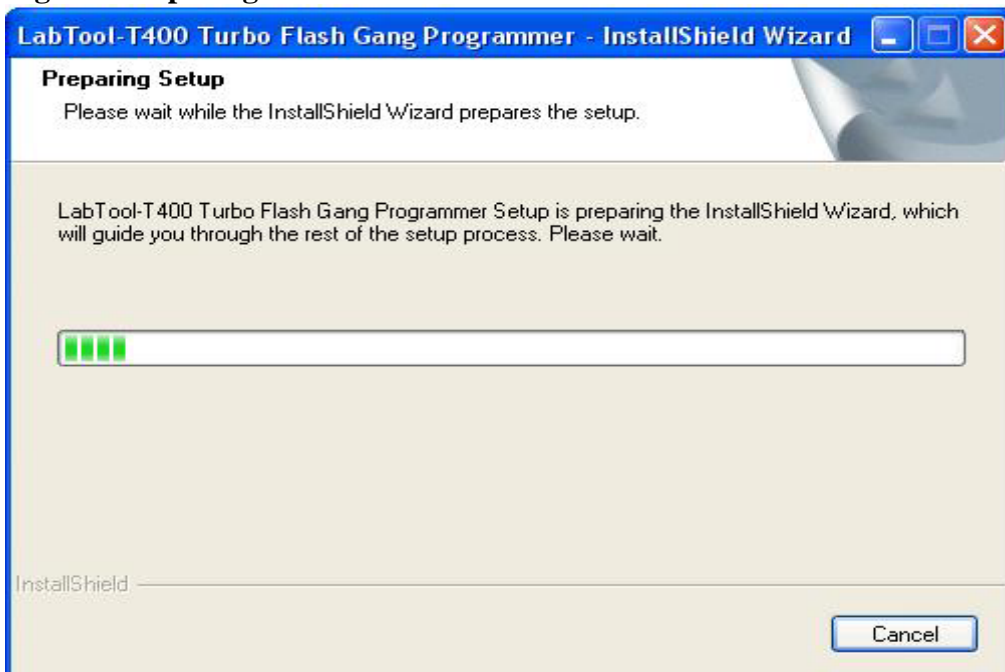 LabTool-T400 Turbo Flash Gang Programmer - InstallShield Wizard
Preparing Setup
Please wait while the InstallShield Wizard prepares the setup.
LabTool-T400 Turbo Flash Gang Programmer Setup is preparing the InstallShield Wizard, which
will guide you through the rest of the setup process. Please wait.
InstallShield
Cancel